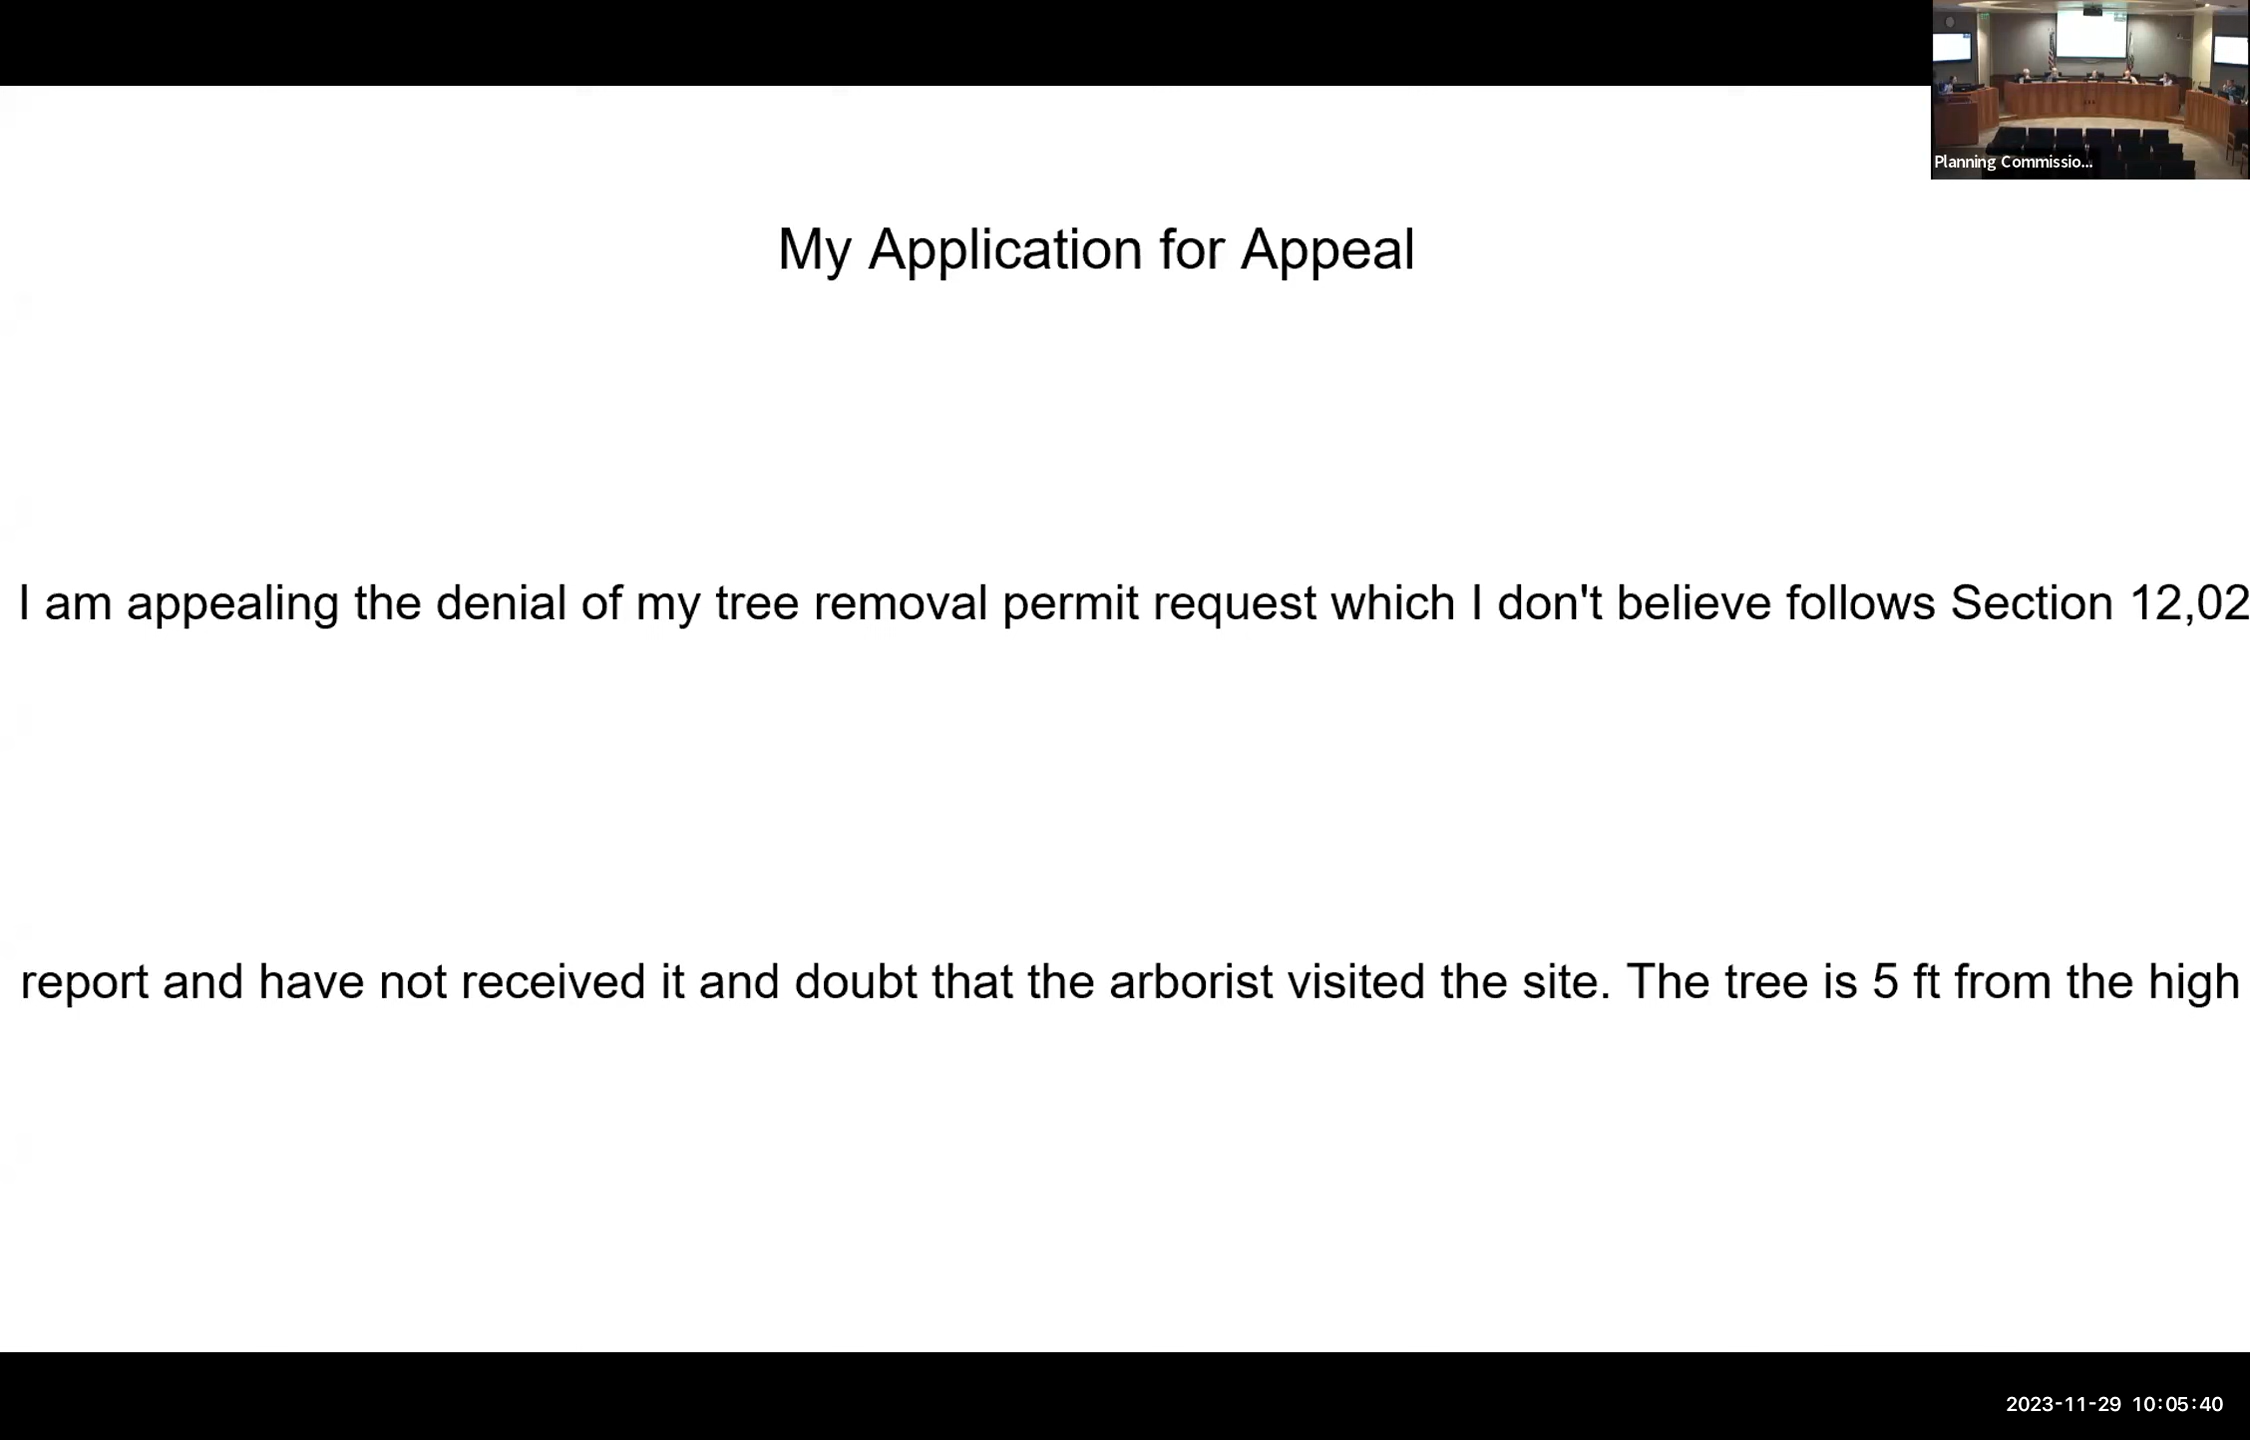 Planning Commissio...
My Application for Appeal
I am appealing the denial of my tree removal permit request which I don't believe follows Section 12,02
report and have not received it and doubt that the arborist visited the site. The tree is 5 ft from the high
2023-11-29 10:05:40